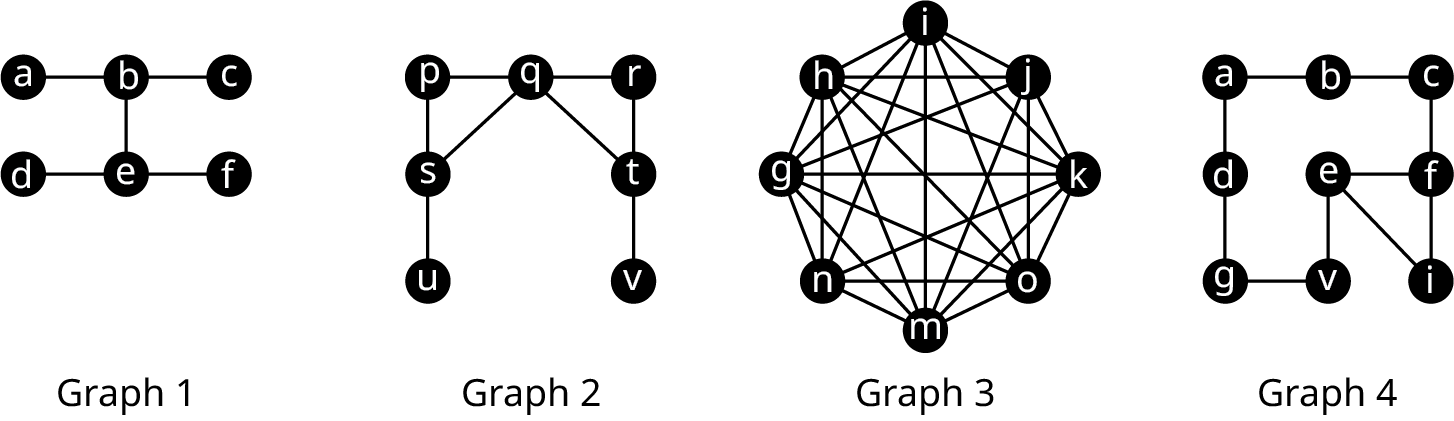 a b c
d e f
Graph 1
p q r
s t
u v
Graph 2
i
h j
g k
n o
m
Graph 3
a b c
d e f
g v i
Graph 4